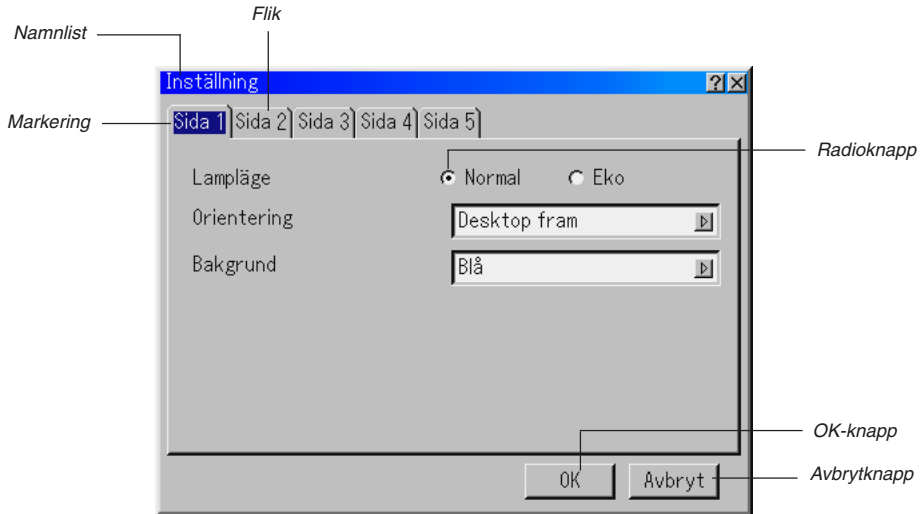 Flik
Namnlist
Inställning
Markering
Sida 1 Sida 2 Sida 3 Sida 4 Sida 5
Radioknapp
Lampläge Normal Eko
Orientering Desktop fram
Bakgrund Blå
OK-knapp
OK Avbryt
Avbrytknapp